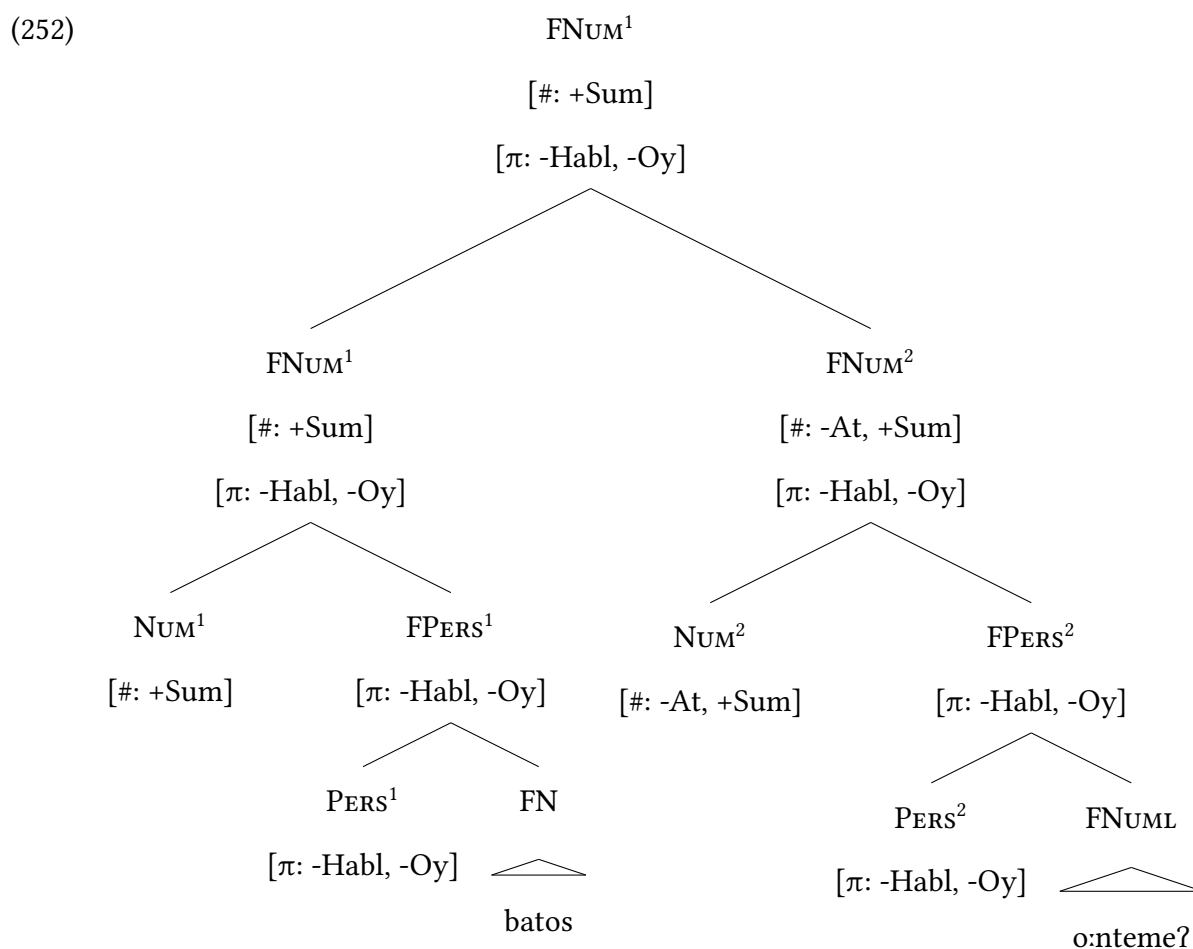 (252) FNUM¹
[#: +Sum]
[π: -Habl, -Oy]
FNUM¹ FNUM²
[#: +Sum] [#: -At, +Sum]
[π: -Habl, -Oy] [π: -Habl, -Oy]
NUM¹ FPERS¹ NUM² FPERS²
[#: +Sum] [π: -Habl, -Oy] [#: -At, +Sum] [π: -Habl, -Oy]
PERS¹ FN PERS² FNUML
[π: -Habl, -Oy] [π: -Habl, -Oy]
batos o:nteme?